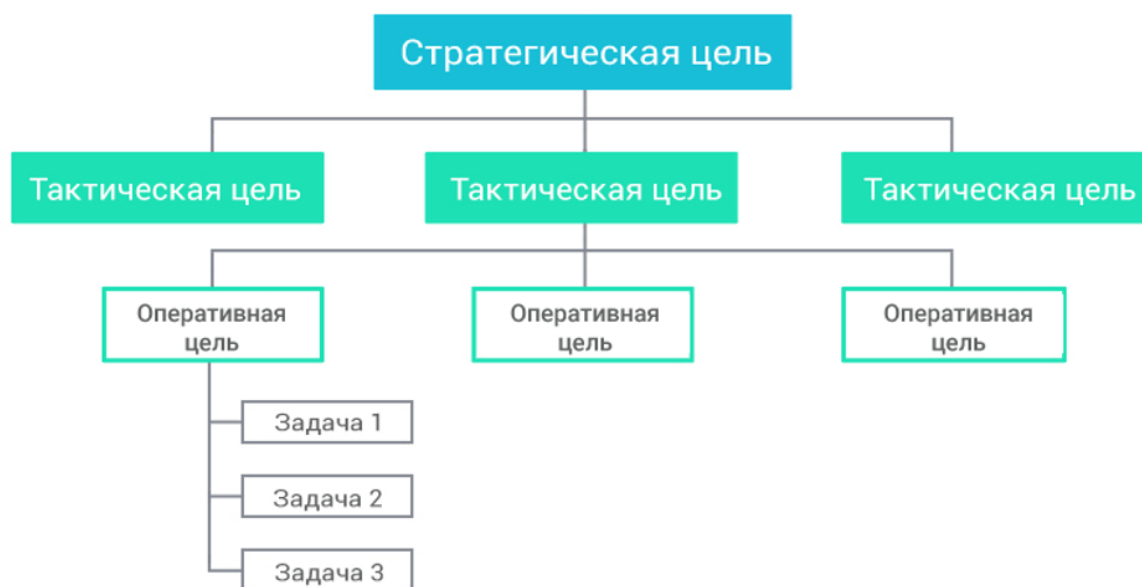 Стратегическая цель
Тактическая цель
Тактическая цель
Тактическая цель
Оперативная
цель
Оперативная
цель
Оперативная
цель
Задача 1
Задача 2
Задача 3